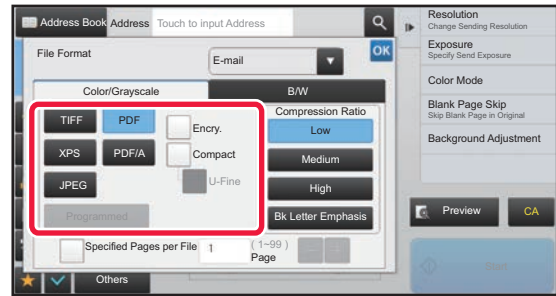 Address Book Address Touch to input Address
File Format
E-mail
OK
Color/Grayscale
B/W
TIFF PDF Encry.
XPS PDF/A Compact
JPEG U-Fine
Programmed
Compression Ratio
Low
Medium
High
Bk Letter Emphasis
Specified Pages per File 1 (1~99)
Page
Others
Resolution
Change Sending Resolution
Exposure
Specify Send Exposure
Color Mode
Blank Page Skip
Skip Blank Page in Original
Background Adjustment
Preview CA
Start